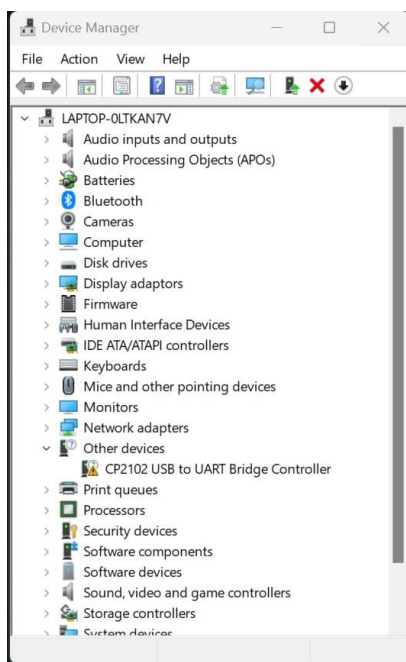 Device Manager
File Action View Help
LAPTOP-0LTKAN7V
Audio inputs and outputs
Audio Processing Objects (APOs)
Batteries
Bluetooth
Cameras
Computer
Disk drives
Display adaptors
Firmware
Human Interface Devices
IDE ATA/ATAPI controllers
Keyboards
Mice and other pointing devices
Monitors
Network adapters
Other devices
CP2102 USB to UART Bridge Controller
Print queues
Processors
Security devices
Software components
Software devices
Sound, video and game controllers
Storage controllers
System devices